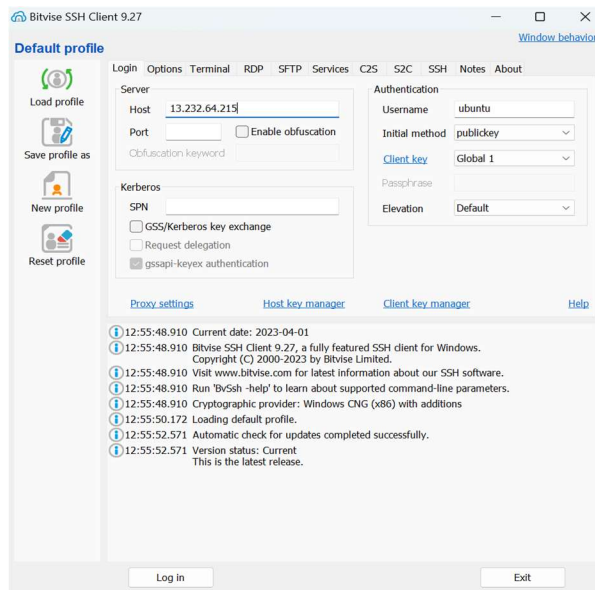 Bitvise SSH Client 9.27
Default profile
Window behavior
Load profile
Save profile as
New profile
Reset profile
Login Options Terminal RDP SFTP Services C2S S2C SSH Notes About
Server
Host 13.232.64.215
Port Enable obfuscation
Obfuscation keyword
Kerberos
SPN
GSS/Kerberos key exchange
Request delegation
gssapi-keyex authentication
Authentication
Username ubuntu
Initial method publickey
Client key Global 1
Passphrase
Elevation Default
Proxy settings Host key manager Client key manager Help
12:55:48.910 Current date: 2023-04-01
12:55:48.910 Bitvise SSH Client 9.27, a fully featured SSH client for Windows.
Copyright (C) 2000-2023 by Bitvise Limited.
12:55:48.910 Visit www.bitvise.com for latest information about our SSH software.
12:55:48.910 Run 'BvSsh -help' to learn about supported command-line parameters.
12:55:48.910 Cryptographic provider: Windows CNG (x86) with additions
12:55:50.172 Loading default profile.
12:55:52.571 Automatic check for updates completed successfully.
12:55:52.571 Version status: Current
This is the latest release.
Log in Exit